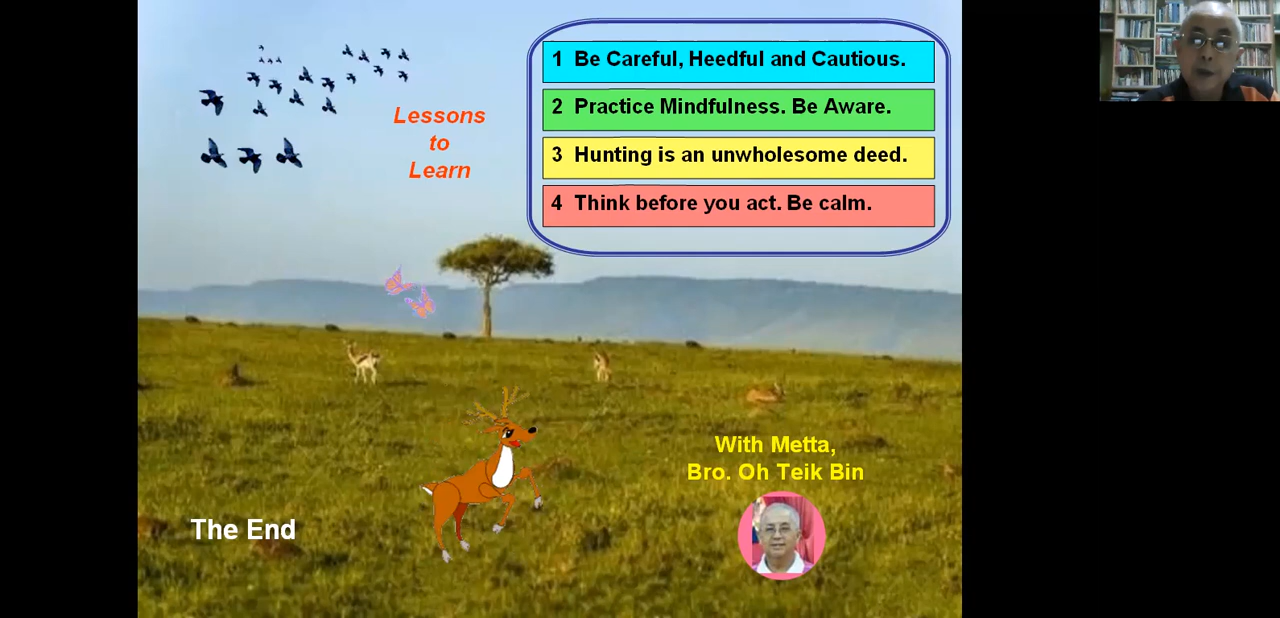 Lessons
to
Learn
1 Be Careful, Heedful and Cautious.
2 Practice Mindfulness. Be Aware.
3 Hunting is an unwholesome deed.
4 Think before you act. Be calm.
With Metta,
Bro. Oh Teik Bin
The End